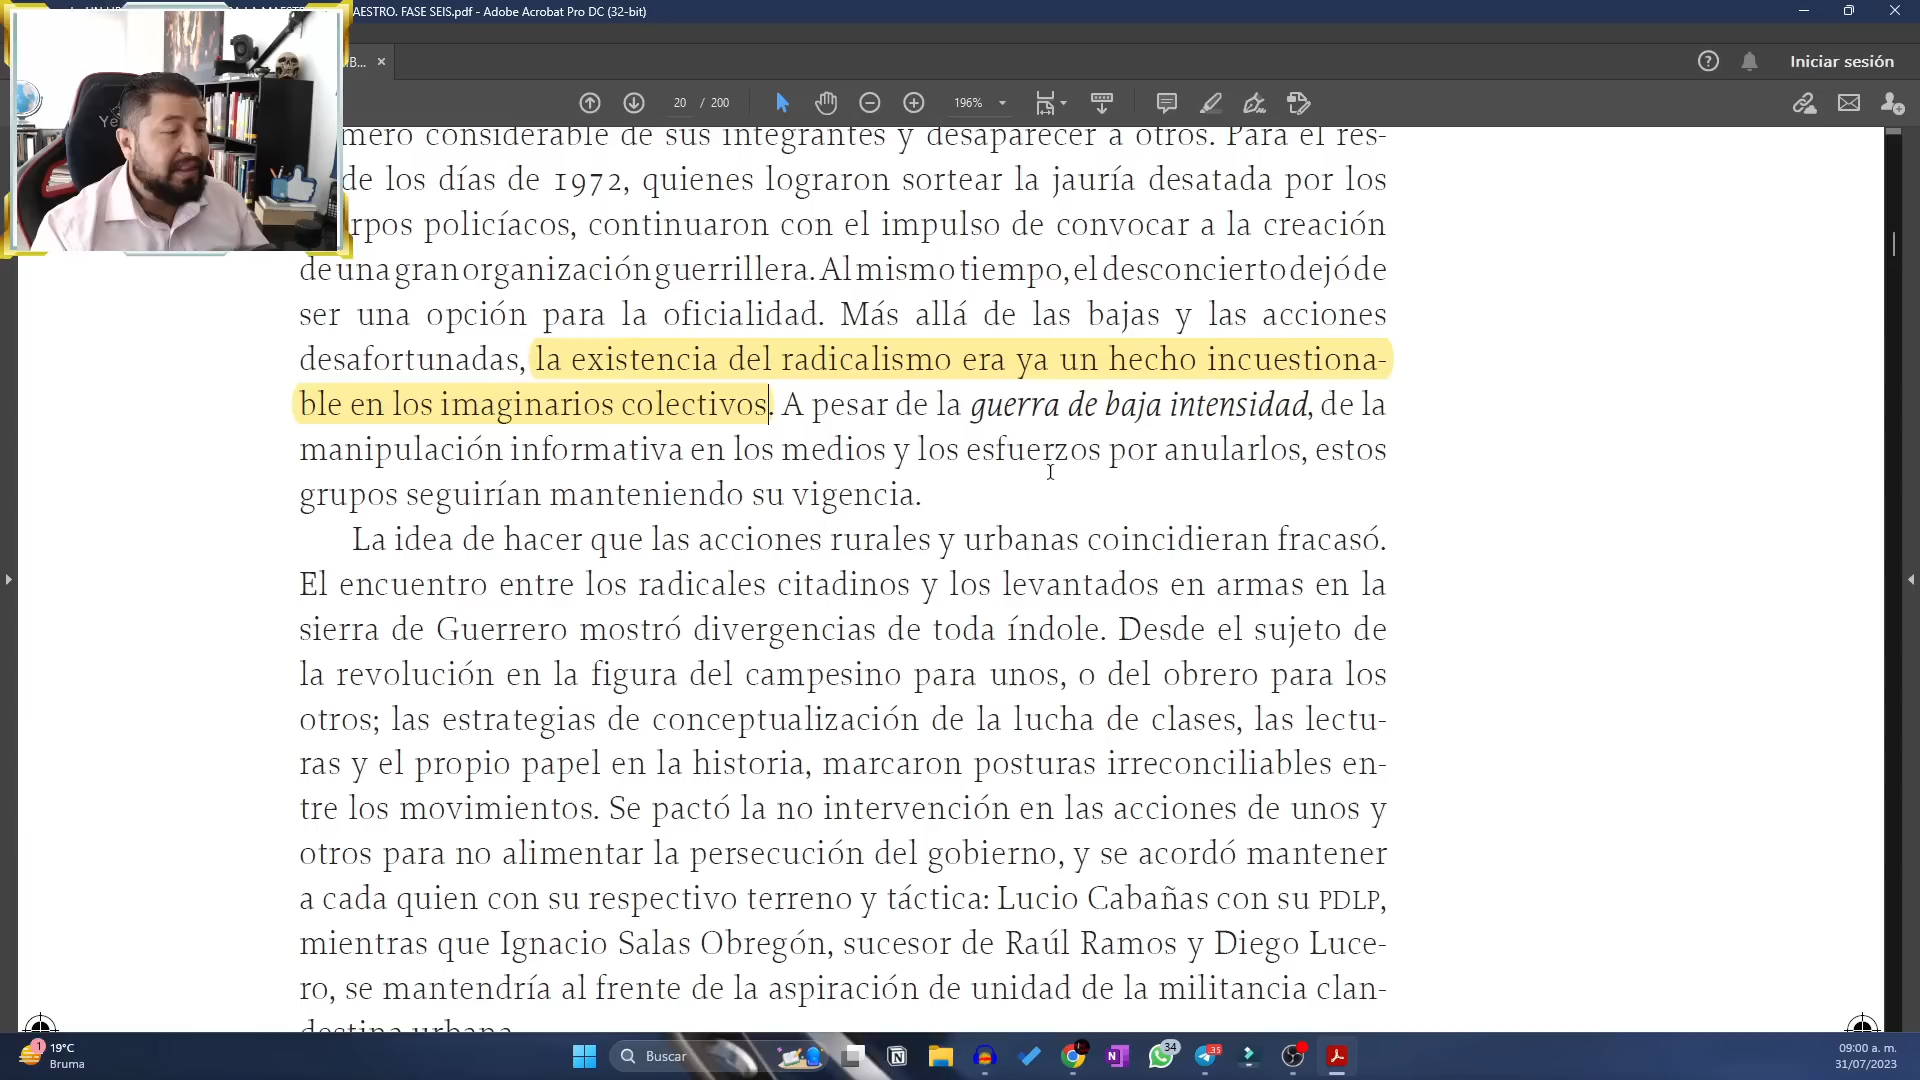 AESTRO. FASE SEIS.pdf - Adobe Acrobat Pro DC (32-bit)
B... ×
Iniciar sesión
20 / 200
196%
mero considerable de sus integrantes y desaparecer a otros. Para el res-
de los días de 1972, quienes lograron sortear la jauría desatada por los
rpos policíacos, continuaron con el impulso de convocar a la creación
de una gran organización guerrillera. Al mismo tiempo, el desconcierto dejó de
ser una opción para la oficialidad. Más allá de las bajas y las acciones
desafortunadas, la existencia del radicalismo era ya un hecho incuestiona-
ble en los imaginarios colectivos. A pesar de la guerra de baja intensidad, de la
manipulación informativa en los medios y los esfuerzos por anularlos, estos
grupos seguirían manteniendo su vigencia.
La idea de hacer que las acciones rurales y urbanas coincidieran fracasó.
El encuentro entre los radicales citadinos y los levantados en armas en la
sierra de Guerrero mostró divergencias de toda índole. Desde el sujeto de
la revolución en la figura del campesino para unos, o del obrero para los
otros; las estrategias de conceptualización de la lucha de clases, las lectu-
ras y el propio papel en la historia, marcaron posturas irreconciliables en-
tre los movimientos. Se pactó la no intervención en las acciones de unos y
otros para no alimentar la persecución del gobierno, y se acordó mantener
a cada quien con su respectivo terreno y táctica: Lucio Cabañas con su PDLP,
mientras que Ignacio Salas Obregón, sucesor de Raúl Ramos y Diego Luce-
ro, se mantendría al frente de la aspiración de unidad de la militancia clan-
destina urbana.
1
19°C
Bruma
Buscar
34
35
09:00 a. m.
31/07/2023